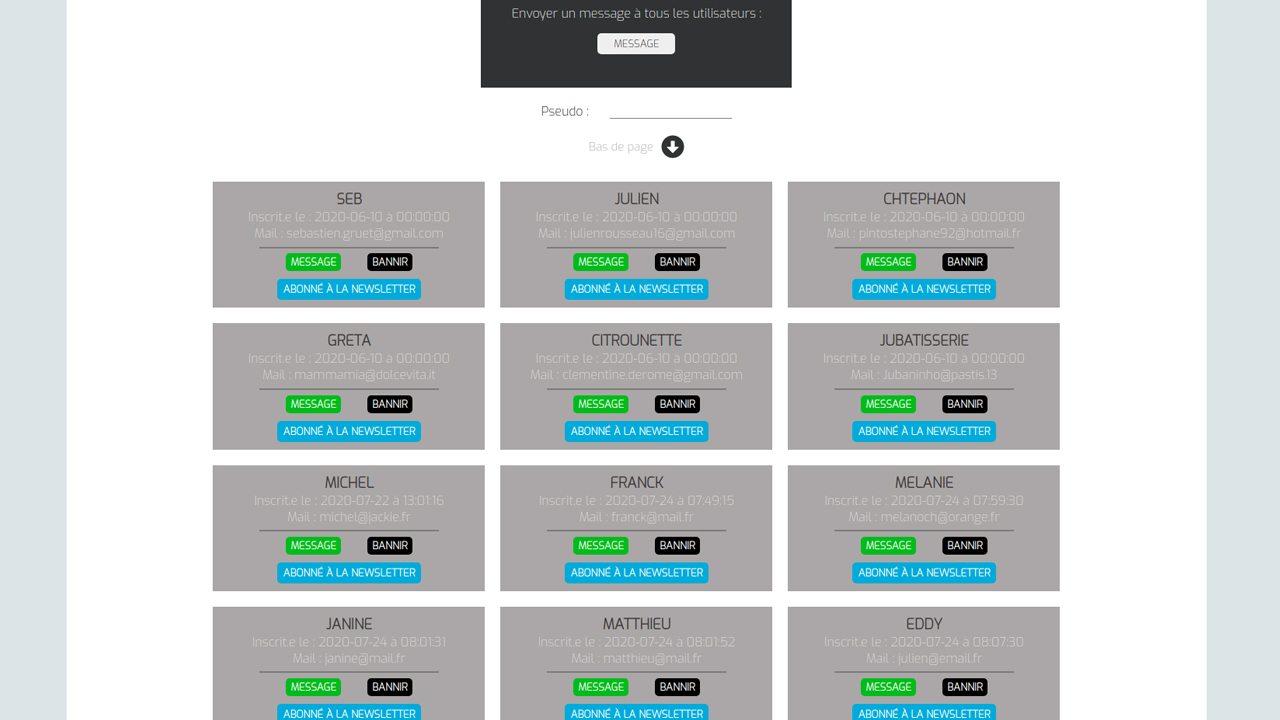 Envoyer un message à tous les utilisateurs :
MESSAGE
Pseudo :
Bas de page
SEB
Inscrit.e le : 2020-06-10 à 00:00:00
Mail : sebastien.gruet@gmail.com
MESSAGE BANNIR
ABONNÉ À LA NEWSLETTER
JULIEN
Inscrit.e le : 2020-06-10 à 00:00:00
Mail : julienrousseau16@gmail.com
MESSAGE BANNIR
ABONNÉ À LA NEWSLETTER
CHTEPHAON
Inscrit.e le : 2020-06-10 à 00:00:00
Mail : pintostephane92@hotmail.fr
MESSAGE BANNIR
ABONNÉ À LA NEWSLETTER
GRETA
Inscrit.e le : 2020-06-10 à 00:00:00
Mail : mammamia@dolcevita.it
MESSAGE BANNIR
ABONNÉ À LA NEWSLETTER
CITROUNETTE
Inscrit.e le : 2020-06-10 à 00:00:00
Mail : clementine.derome@gmail.com
MESSAGE BANNIR
ABONNÉ À LA NEWSLETTER
JUBATISSERIE
Inscrit.e le : 2020-06-10 à 00:00:00
Mail : Jubaninho@pastis.13
MESSAGE BANNIR
ABONNÉ À LA NEWSLETTER
MICHEL
Inscrit.e le : 2020-07-22 à 13:01:16
Mail : michel@jackie.fr
MESSAGE BANNIR
ABONNÉ À LA NEWSLETTER
FRANCK
Inscrit.e le : 2020-07-24 à 07:49:15
Mail : franck@mail.fr
MESSAGE BANNIR
ABONNÉ À LA NEWSLETTER
MELANIE
Inscrit.e le : 2020-07-24 à 07:59:30
Mail : melanoch@orange.fr
MESSAGE BANNIR
ABONNÉ À LA NEWSLETTER
JANINE
Inscrit.e le : 2020-07-24 à 08:01:31
Mail : janine@mail.fr
MESSAGE BANNIR
ABONNÉ À LA NEWSLETTER
MATTHIEU
Inscrit.e le : 2020-07-24 à 08:01:52
Mail : matthieu@mail.fr
MESSAGE BANNIR
ABONNÉ À LA NEWSLETTER
EDDY
Inscrit.e le : 2020-07-24 à 08:07:30
Mail : julien@email.fr
MESSAGE BANNIR
ABONNÉ À LA NEWSLETTER